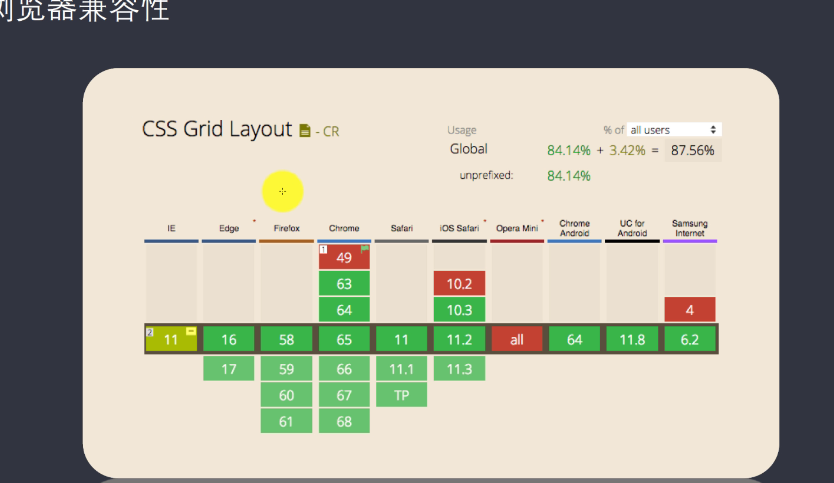 浏览器兼容性
CSS Grid Layout - CR
Usage % of all users
Global 84.14% + 3.42% = 87.56%
unprefixed: 84.14%
IE Edge * Firefox Chrome Safari iOS Safari * Opera Mini * Chrome Android UC for Android Samsung Internet
1 49
63 10.2
64 10.3 4
2 11 16 58 65 11 11.2 all 64 11.8 6.2
17 59 66 11.1 11.3
60 67 TP
61 68